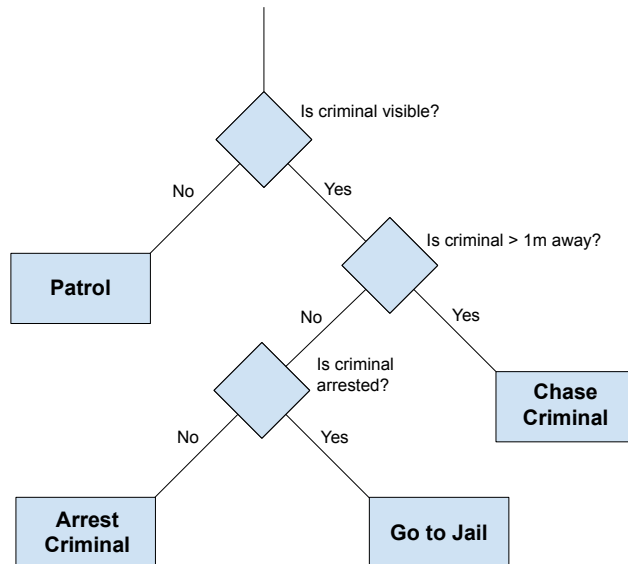 Is criminal visible?
No
Yes
Is criminal > 1m away?
Patrol
No
Yes
Is criminal
arrested?
Chase
Criminal
No
Yes
Arrest
Criminal
Go to Jail